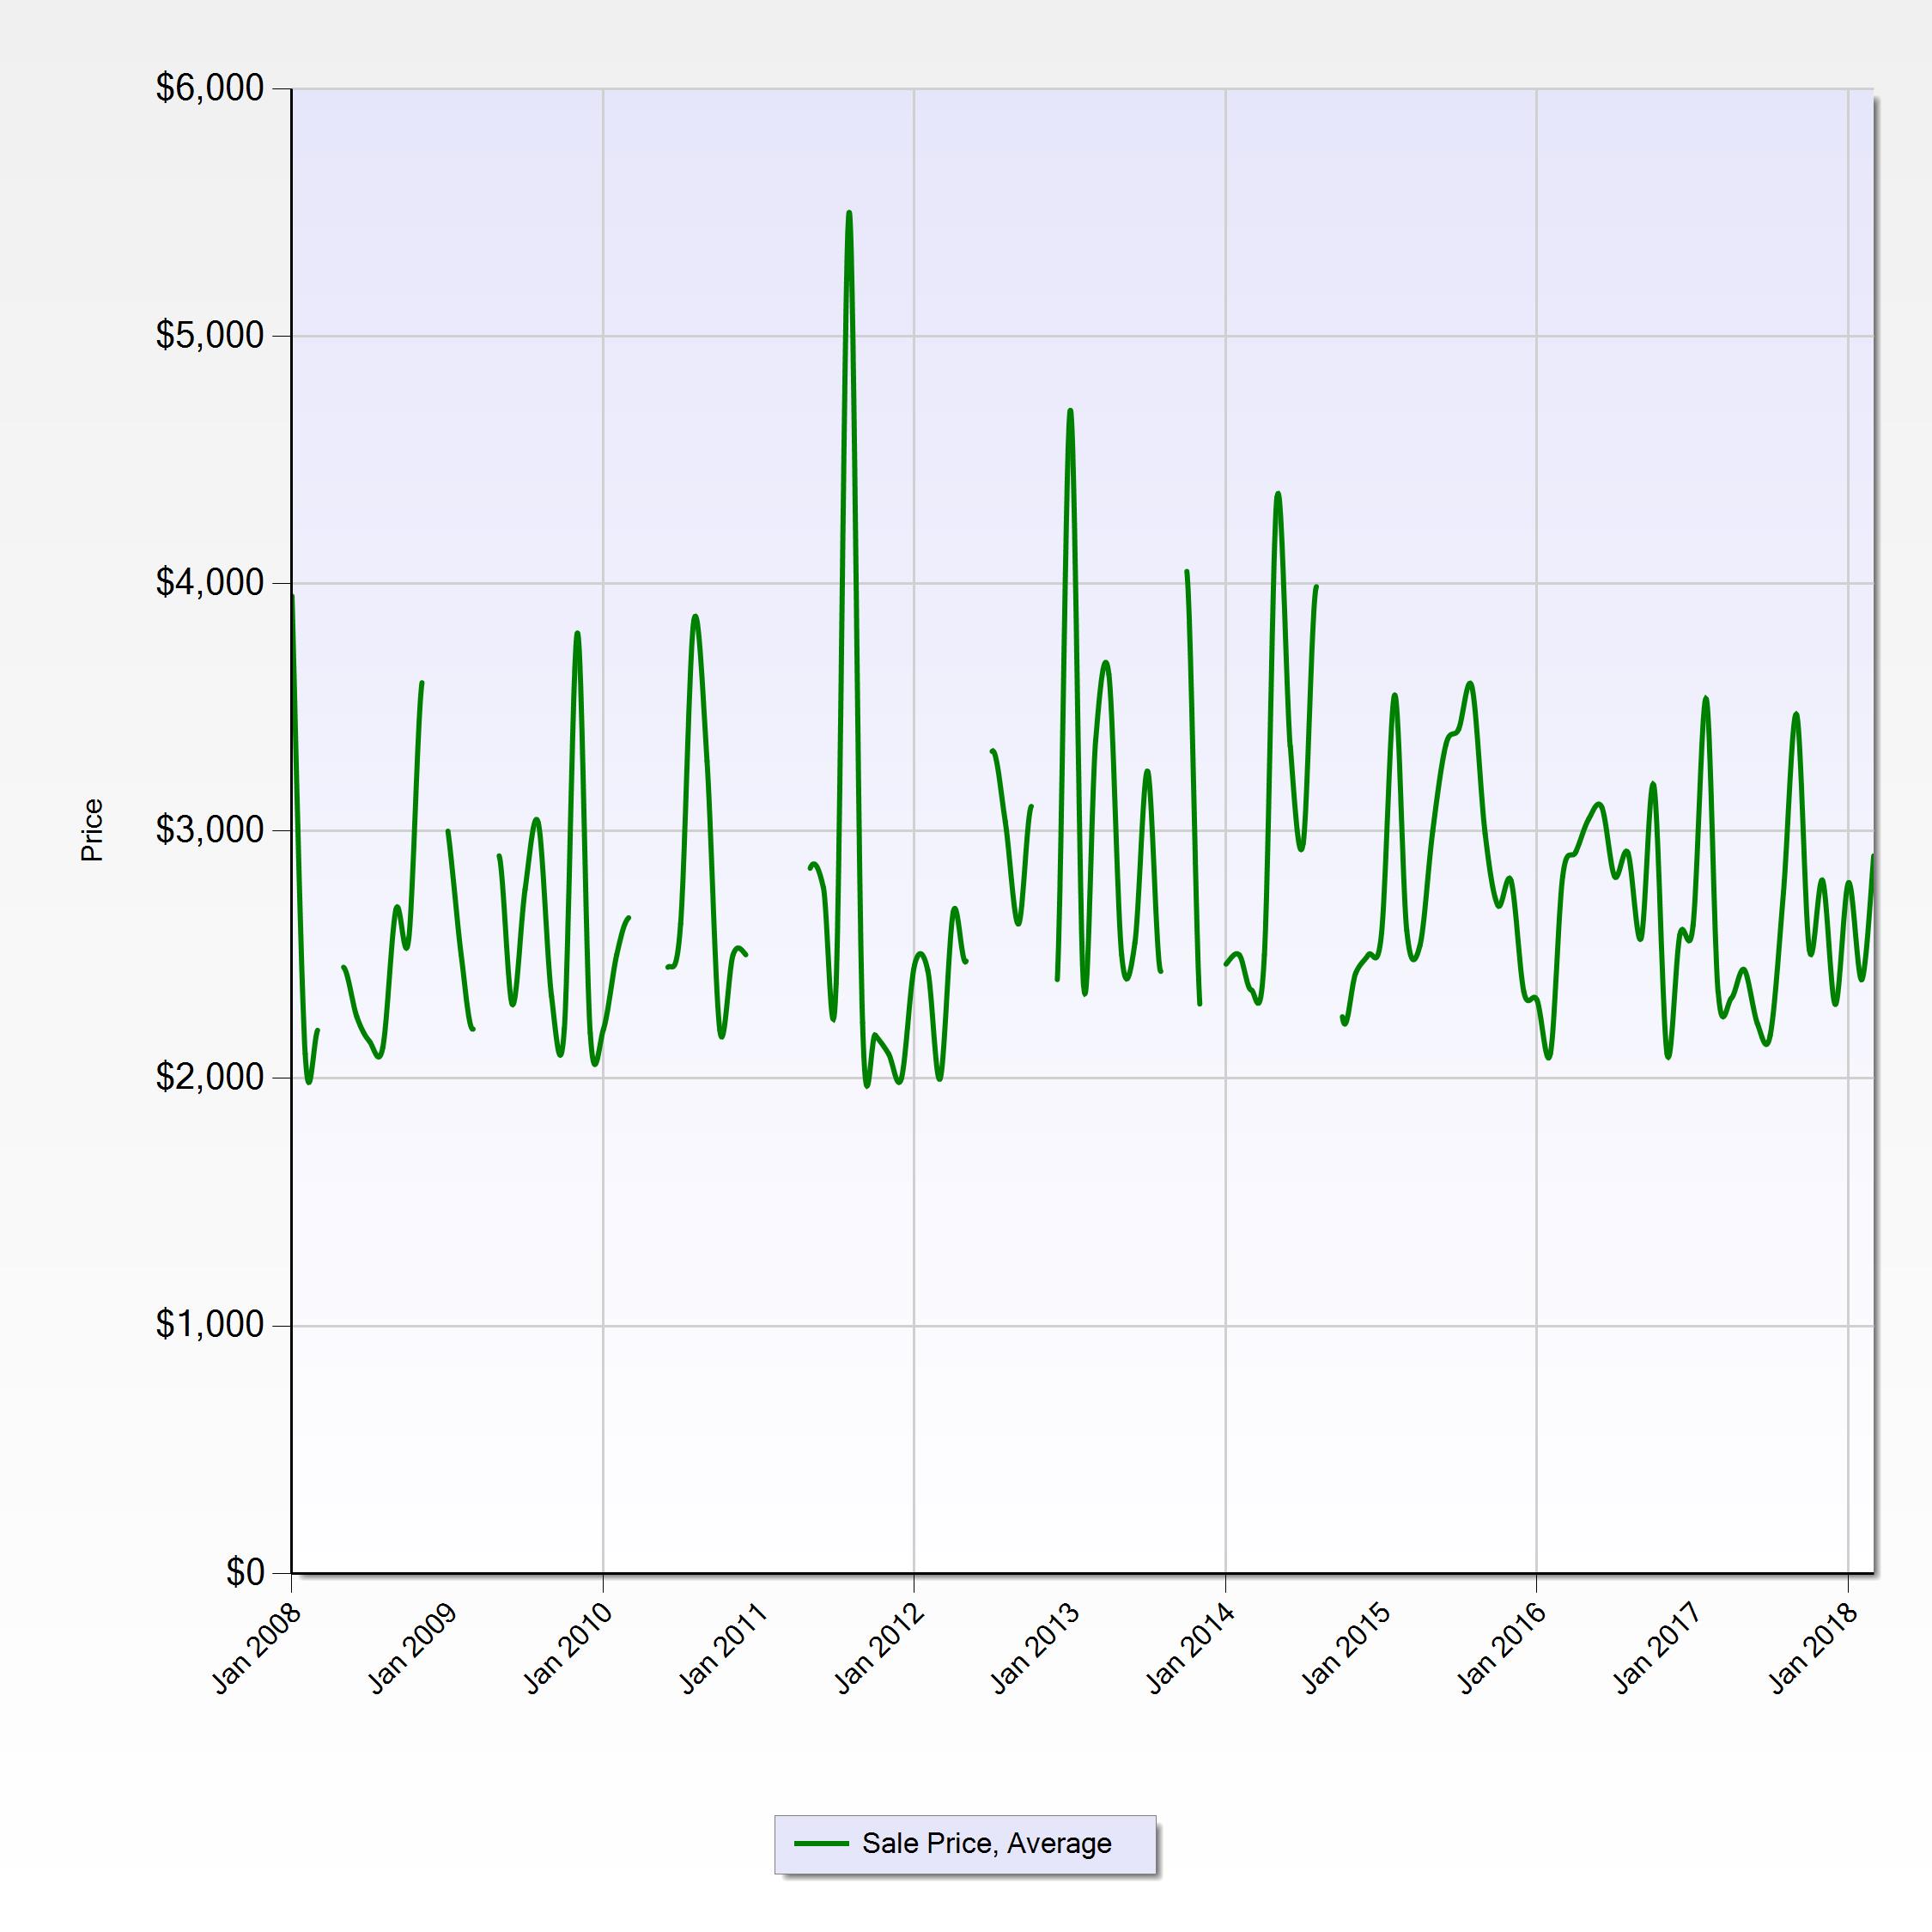 $6,000
$5,000
$4,000
$3,000
$2,000
$1,000
$0
Price
Jan 2008
Jan 2009
Jan 2010
Jan 2011
Jan 2012
Jan 2013
Jan 2014
Jan 2015
Jan 2016
Jan 2017
Jan 2018
Sale Price, Average